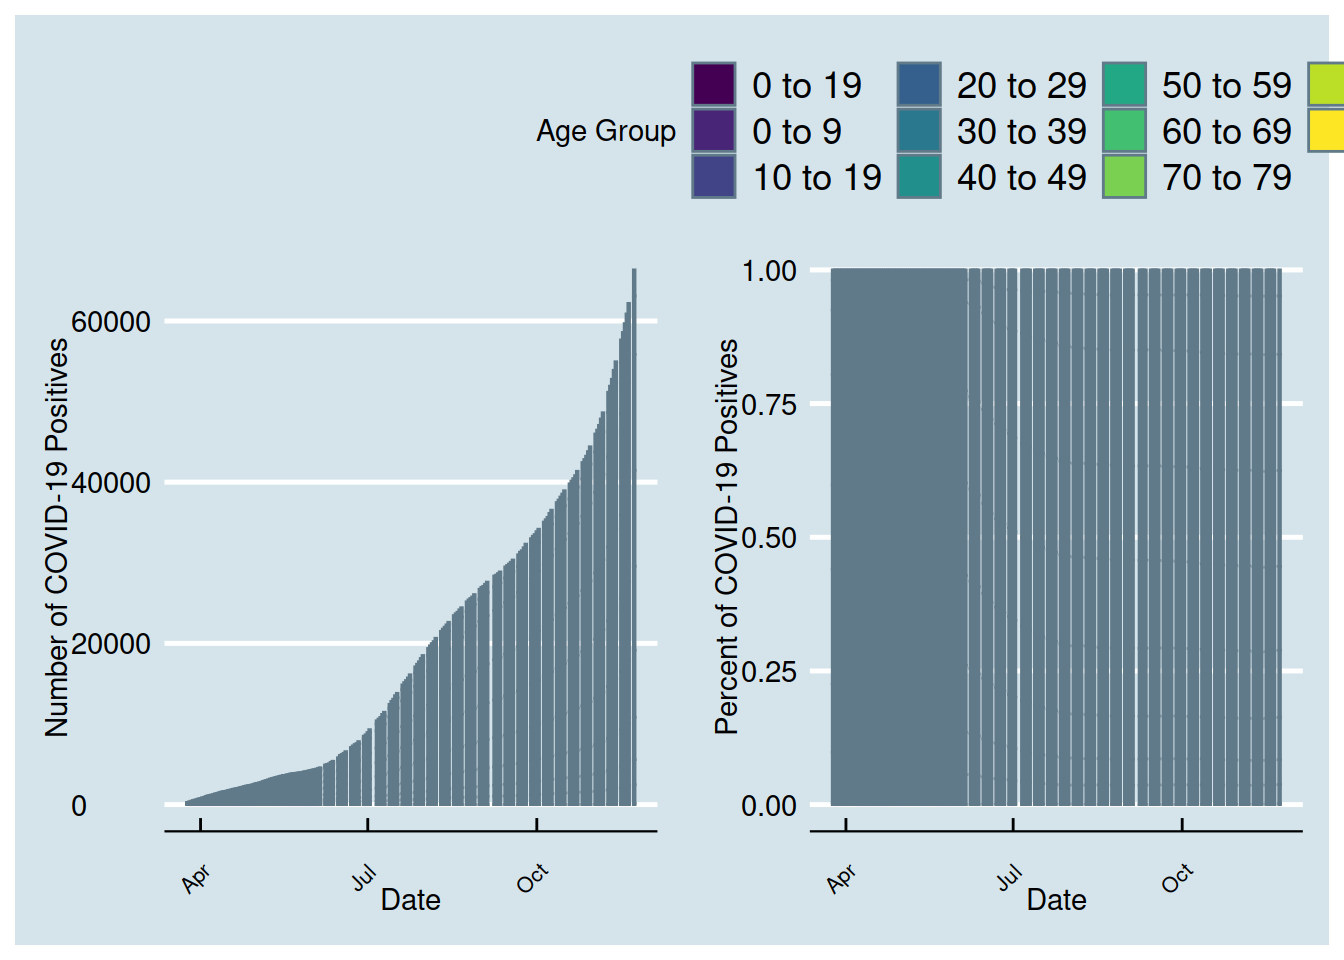 0 to 19 20 to 29 50 to 59
Age Group 0 to 9 30 to 39 60 to 69
10 to 19 40 to 49 70 to 79
Number of COVID-19 Positives
60000
40000
20000
0
Apr Jul Oct
Date
Percent of COVID-19 Positives
1.00
0.75
0.50
0.25
0.00
Apr Jul Oct
Date